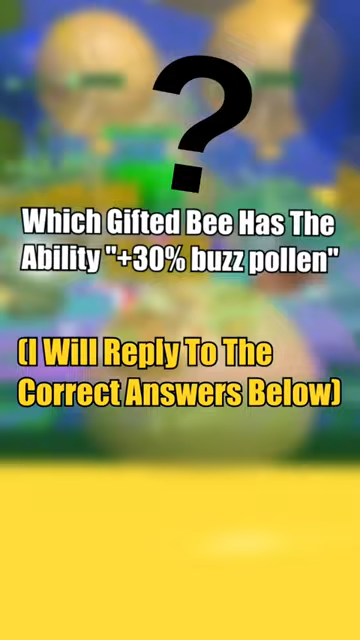 ?
Which Gifted Bee Has The
Ability "+30% buzz pollen"
(I Will Reply To The
Correct Answers Below)